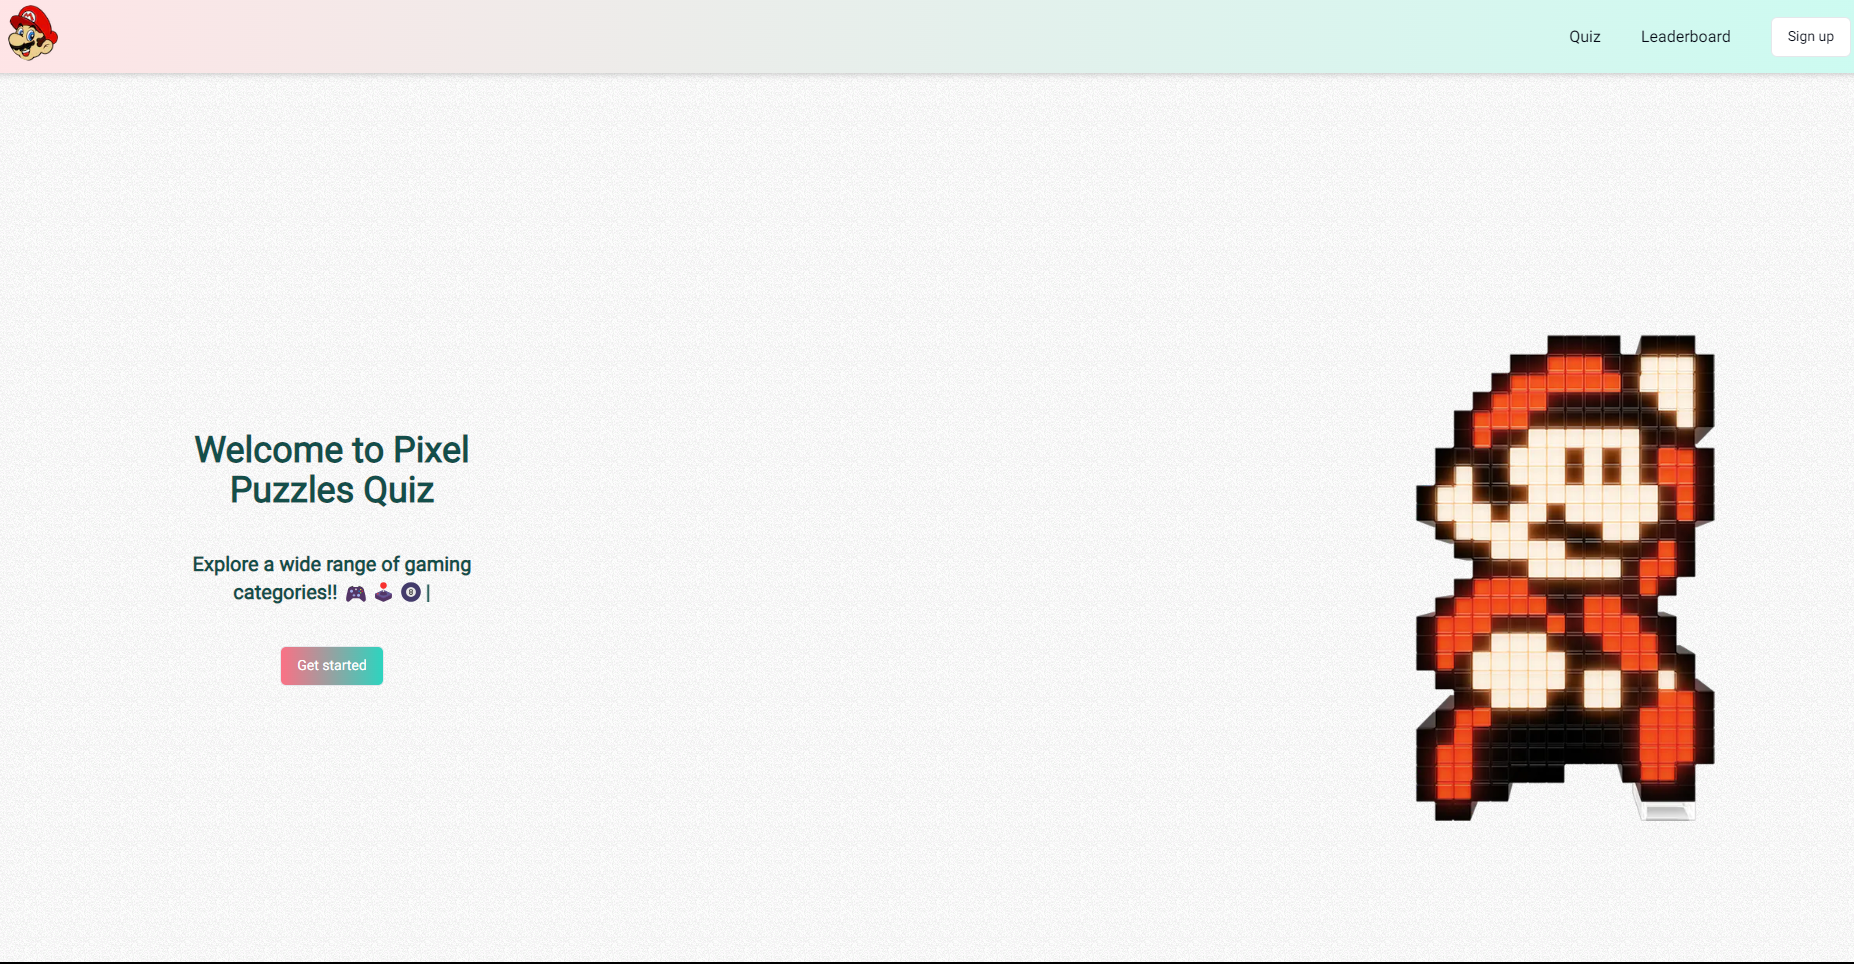 Quiz
Leaderboard
Sign up
Welcome to Pixel
Puzzles Quiz
Explore a wide range of gaming
categories!! 🎮 🕹️ 🎱 |
Get started